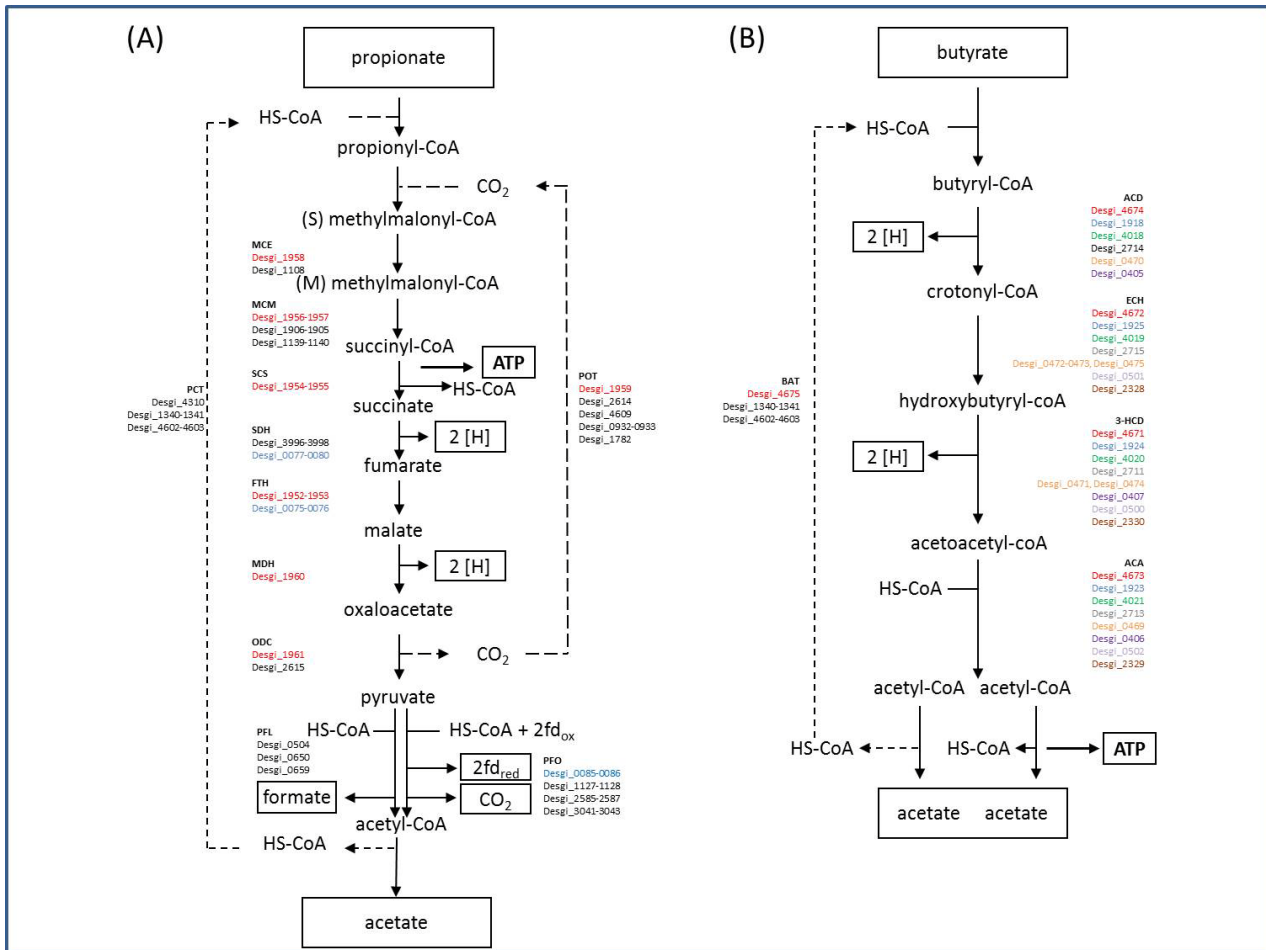 (A)
propionate
HS-CoA
propionyl-CoA
CO2
(S) methylmalonyl-CoA
MCE
Desgi_1958
Desgi_1108
(M) methylmalonyl-CoA
MCM
Desgi_1956-1957
Desgi_1906-1905
Desgi_1139-1140
succinyl-CoA
ATP
SCS
Desgi_1954-1955
HS-CoA
succinate
PCT
Desgi_4310
Desgi_1340-1341
Desgi_4602-4603
POT
Desgi_1959
Desgi_2614
Desgi_4609
Desgi_0932-0933
Desgi_1782
SDH
Desgi_3996-3998
Desgi_0077-0080
2 [H]
fumarate
FTH
Desgi_1952-1953
Desgi_0075-0076
malate
MDH
Desgi_1960
2 [H]
oxaloacetate
ODC
Desgi_1961
Desgi_2615
CO2
pyruvate
HS-CoA
HS-CoA + 2fdox
PFL
Desgi_0504
Desgi_0650
Desgi_0659
2fdred
PFO
Desgi_0085-0086
Desgi_1127-1128
Desgi_2585-2587
Desgi_3041-3043
formate
CO2
acetyl-CoA
HS-CoA
acetate
(B)
butyrate
HS-CoA
butyryl-CoA
ACD
Desgi_4674
Desgi_1918
Desgi_4018
Desgi_2714
Desgi_0470
Desgi_0405
2 [H]
crotonyl-CoA
ECH
Desgi_4672
Desgi_1925
Desgi_4019
Desgi_2715
Desgi_0472-0473, Desgi_0475
Desgi_0501
Desgi_2328
BAT
Desgi_4675
Desgi_1340-1341
Desgi_4602-4603
hydroxybutyryl-coA
3-HCD
Desgi_4671
Desgi_1924
Desgi_4020
Desgi_2711
Desgi_0471, Desgi_0474
Desgi_0407
Desgi_0500
Desgi_2330
2 [H]
acetoacetyl-coA
HS-CoA
ACA
Desgi_4673
Desgi_1923
Desgi_4021
Desgi_2713
Desgi_0469
Desgi_0406
Desgi_0502
Desgi_2329
acetyl-CoA acetyl-CoA
HS-CoA
HS-CoA
ATP
acetate acetate